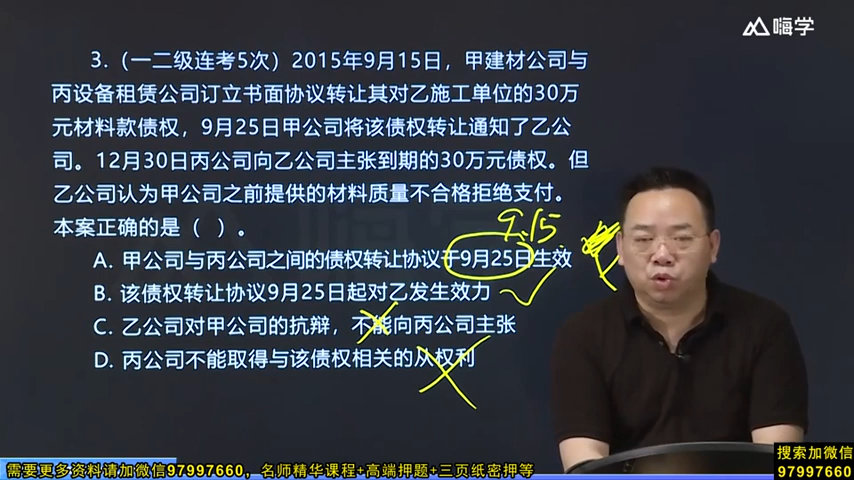 嗨学
3.（一二级连考5次）2015年9月15日，甲建材公司与
丙设备租赁公司订立书面协议转让其对乙施工单位的30万
元材料款债权，9月25日甲公司将该债权转让通知了乙公
司。12月30日丙公司向乙公司主张到期的30万元债权。但
乙公司认为甲公司之前提供的材料质量不合格拒绝支付。
本案正确的是（ ）。
9.15
A. 甲公司与丙公司之间的债权转让协议于9月25日生效
B. 该债权转让协议9月25日起对乙发生效力
C. 乙公司对甲公司的抗辩，不能向丙公司主张
D. 丙公司不能取得与该债权相关的从权利
需要更多资料请加微信97997660，名师精华课程+高端押题+三页纸密押等
搜索加微信
97997660